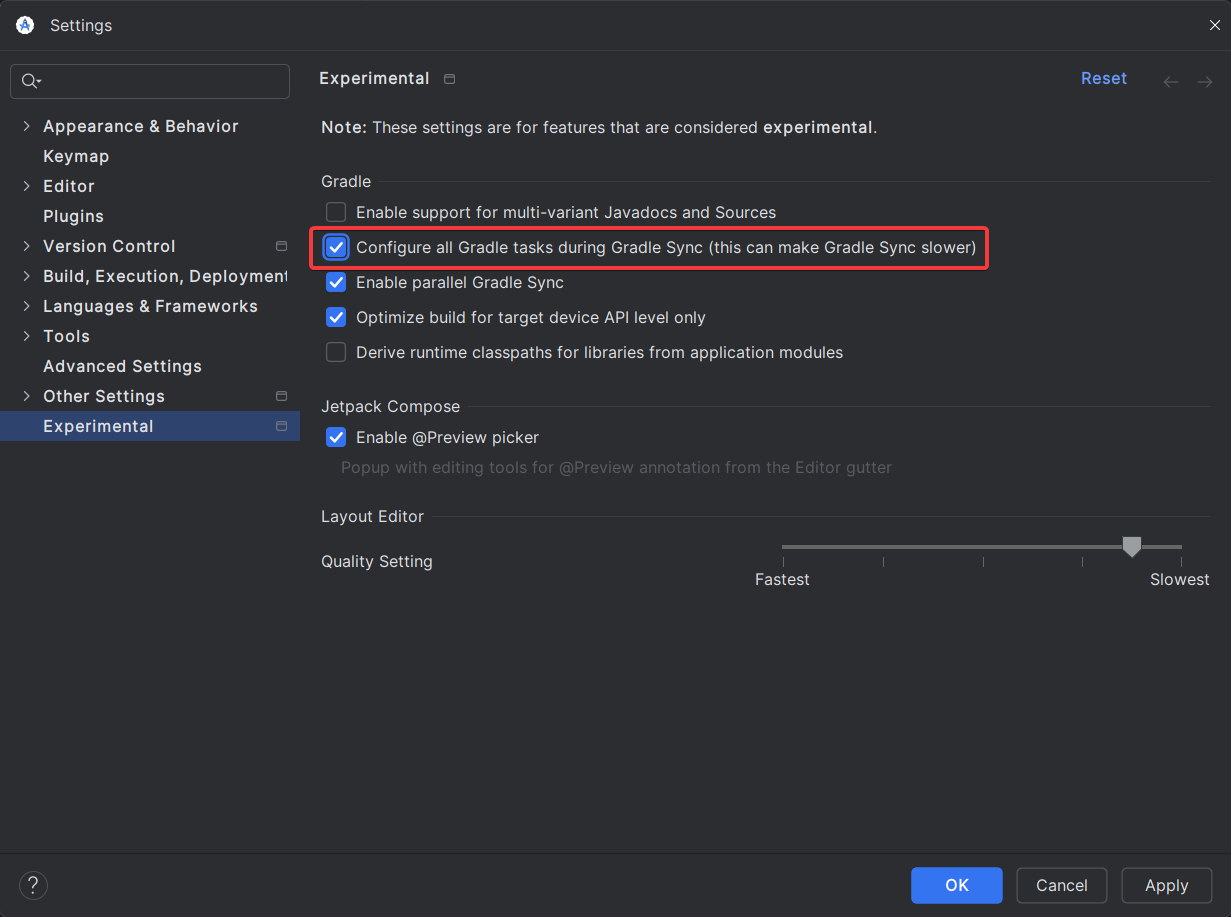 Settings
Appearance & Behavior
Keymap
Editor
Plugins
Version Control
Build, Execution, Deployment
Languages & Frameworks
Tools
Advanced Settings
Other Settings
Experimental
Experimental
Reset
Note: These settings are for features that are considered experimental.
Gradle
Enable support for multi-variant Javadocs and Sources
Configure all Gradle tasks during Gradle Sync (this can make Gradle Sync slower)
Enable parallel Gradle Sync
Optimize build for target device API level only
Derive runtime classpaths for libraries from application modules
Jetpack Compose
Enable @Preview picker
Popup with editing tools for @Preview annotation from the Editor gutter
Layout Editor
Quality Setting
Fastest
Slowest
?
OK
Cancel
Apply